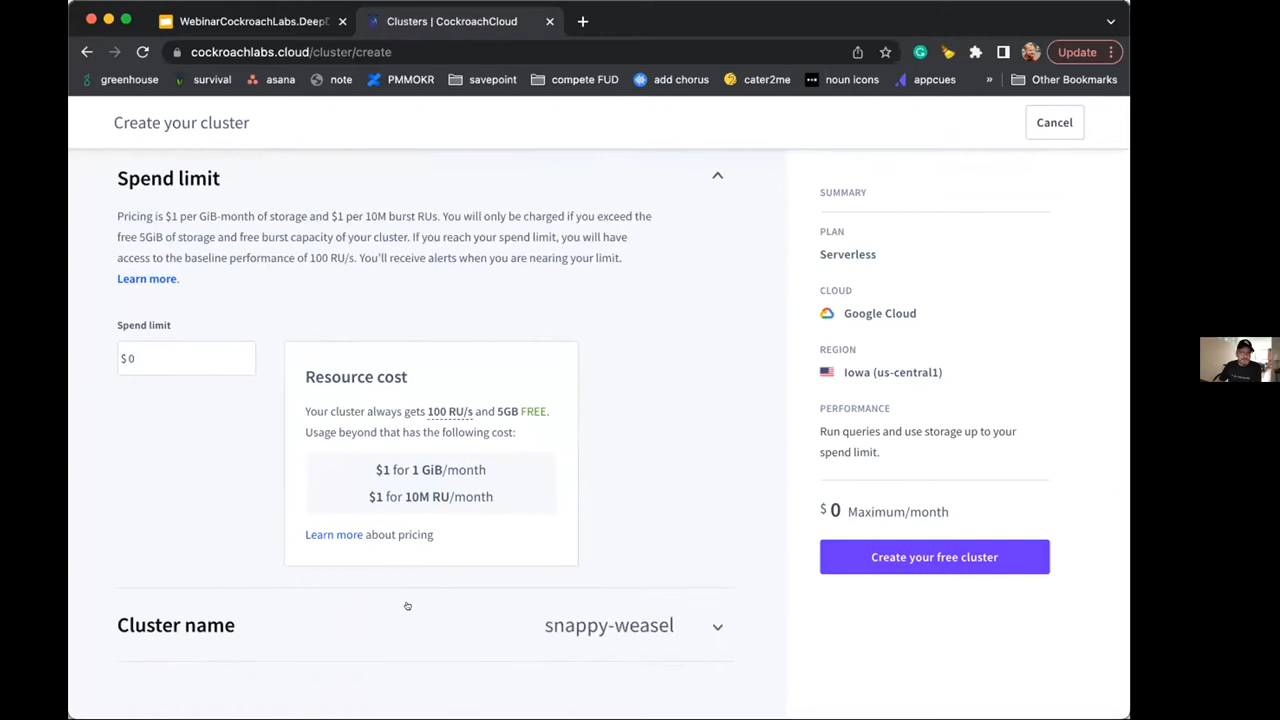 WebinarCockroachLabs.DeepD
Clusters | CockroachCloud
cockroachlabs.cloud/cluster/create
Update
greenhouse
survival
asana
note
PMMOKR
savepoint
compete FUD
add chorus
cater2me
noun icons
appcues
»
Other Bookmarks
Create your cluster
Cancel
Spend limit
Pricing is $1 per GiB-month of storage and $1 per 10M burst RUs. You will only be charged if you exceed the
free 5GiB of storage and free burst capacity of your cluster. If you reach your spend limit, you will have
access to the baseline performance of 100 RU/s. You'll receive alerts when you are nearing your limit.
Learn more.
Spend limit
$ 0
Resource cost
Your cluster always gets 100 RU/s and 5GB FREE.
Usage beyond that has the following cost:
$1 for 1 GiB/month
$1 for 10M RU/month
Learn more about pricing
Cluster name
snappy-weasel
SUMMARY
PLAN
Serverless
CLOUD
Google Cloud
REGION
Iowa (us-central1)
PERFORMANCE
Run queries and use storage up to your
spend limit.
$ 0 Maximum/month
Create your free cluster